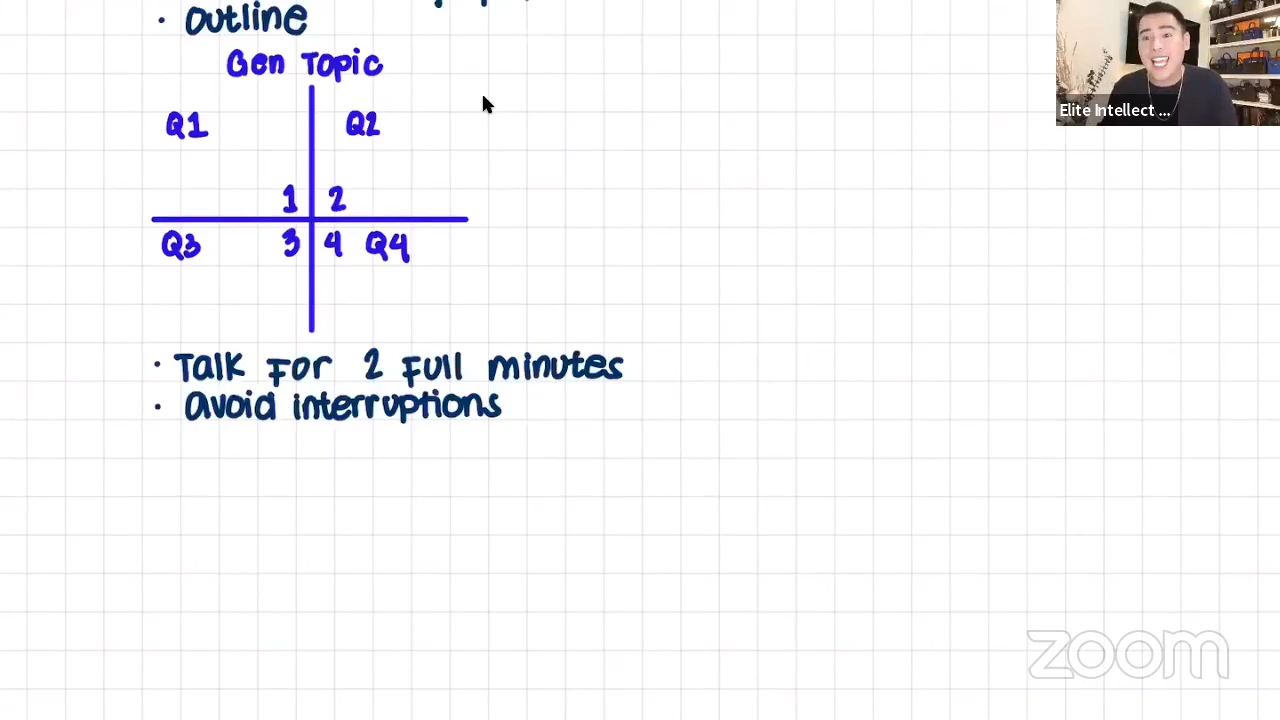 • Outline
Gen Topic
Q1 Q2
1 2
Q3 3 4 Q4
• Talk For 2 Full minutes
• avoid interruptions
Elite Intellect ...
zoom